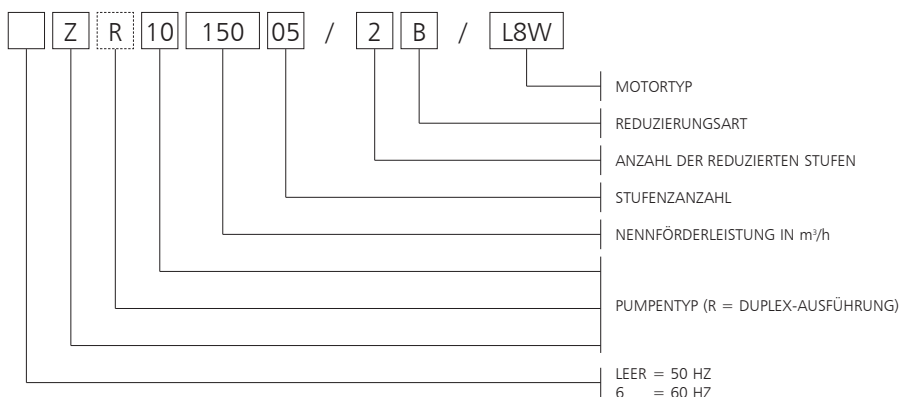 Z R 10 150 05 / 2 B / L8W
MOTORTYP
REDUZIERUNGSART
ANZAHL DER REDUZIERTEN STUFEN
STUFENZANZAHL
NENNFÖRDERLEISTUNG IN m³/h
PUMPENTYP (R = DUPLEX-AUSFÜHRUNG)
LEER = 50 HZ
6 = 60 HZ